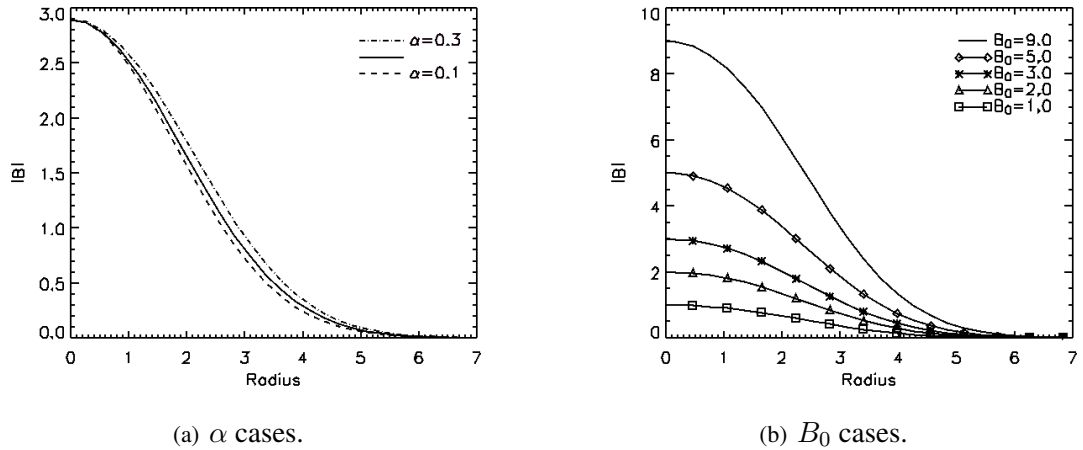 3.0
2.5
2.0
1.5
1.0
0.5
0.0
|B|
α=0.3
α=0.1
0 1 2 3 4 5 6 7
Radius
(a) α cases.
10
8
6
4
2
0
|B|
B0=9.0
B0=5.0
B0=3.0
B0=2.0
B0=1.0
0 1 2 3 4 5 6 7
Radius
(b) B0 cases.